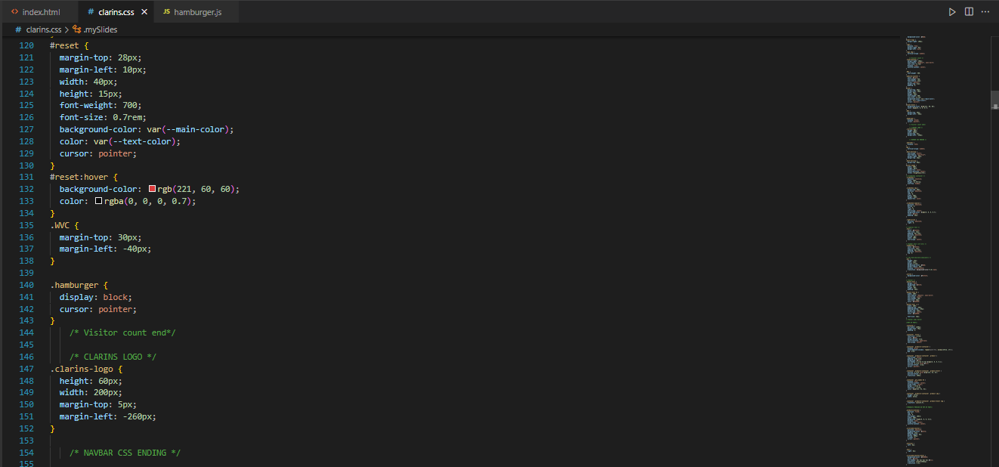 index.html
clarins.css
JS hamburger.js
# clarins.css > .mySlides
120 #reset {
121 margin-top: 28px;
122 margin-left: 10px;
123 width: 40px;
124 height: 15px;
125 font-weight: 700;
126 font-size: 0.7rem;
127 background-color: var(--main-color);
128 color: var(--text-color);
129 cursor: pointer;
130 }
131 #reset:hover {
132 background-color: rgb(221, 60, 60);
133 color: rgba(0, 0, 0, 0.7);
134 }
135 .WVC {
136 margin-top: 30px;
137 margin-left: -40px;
138 }
139
140 .hamburger {
141 display: block;
142 cursor: pointer;
143 }
144 /* Visitor count end*/
145
146 /* CLARINS LOGO */
147 .clarins-logo {
148 height: 60px;
149 width: 200px;
150 margin-top: 5px;
151 margin-left: -260px;
152 }
153
154 /* NAVBAR CSS ENDING */
155